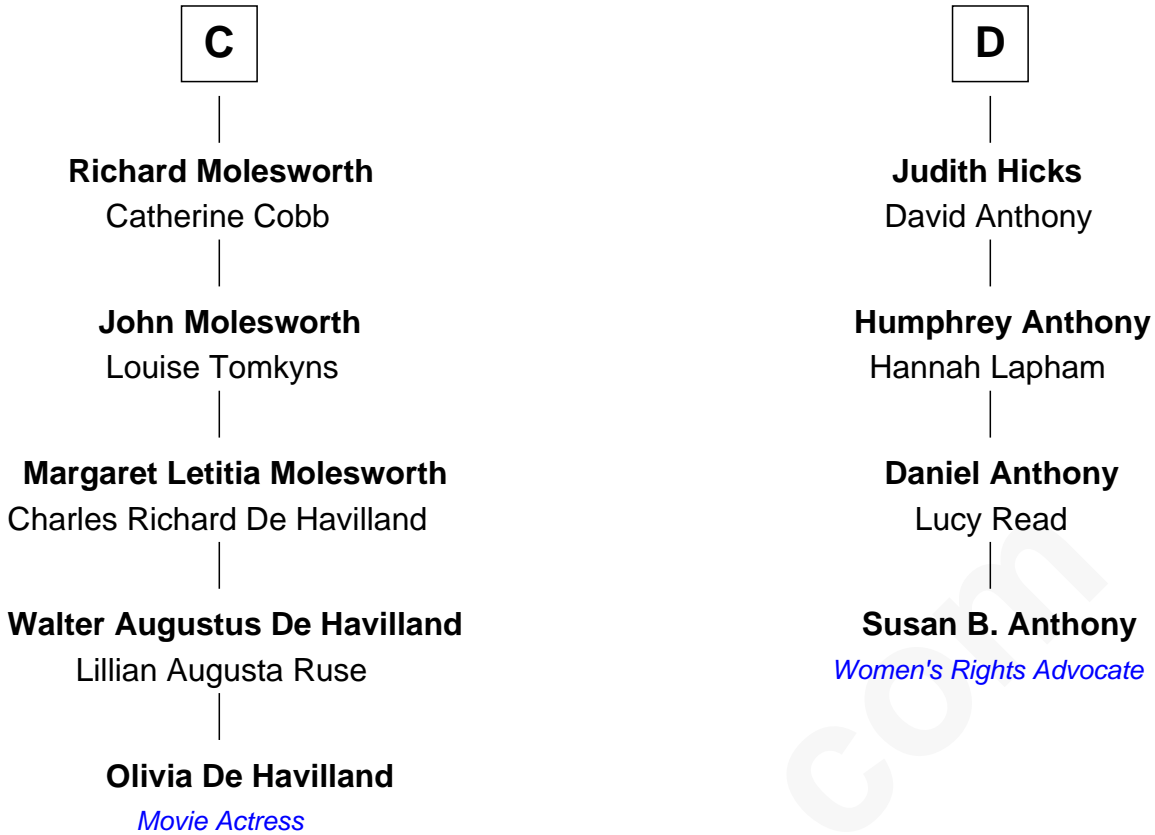 C
Richard Molesworth
Catherine Cobb
John Molesworth
Louise Tomkyns
Margaret Letitia Molesworth
Charles Richard De Havilland
Walter Augustus De Havilland
Lillian Augusta Ruse
Olivia De Havilland
Movie Actress
D
Judith Hicks
David Anthony
Humphrey Anthony
Hannah Lapham
Daniel Anthony
Lucy Read
Susan B. Anthony
Women's Rights Advocate
com